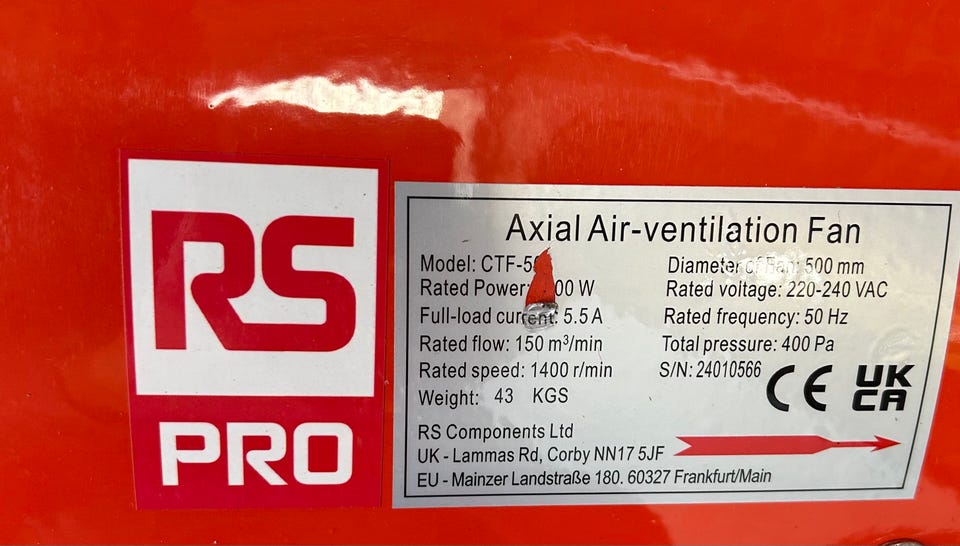 RS
PRO
Axial Air-ventilation Fan
Model:
Diameter of Fan: 500 mm
Rated Power: W
Rated voltage: 220-240 VAC
Full-load current: 5.5 A
Rated frequency: 50 Hz
Rated flow: 150 m³/min
Total pressure: 400 Pa
Rated speed: 1400 r/min
S/N: 24010566
Weight: 43 KGS
CE
UK
CA
RS Components Ltd
UK - Lammas Rd, Corby NN17 5JF
EU - Mainzer Landstraße 180. 60327 Frankfurt/Main